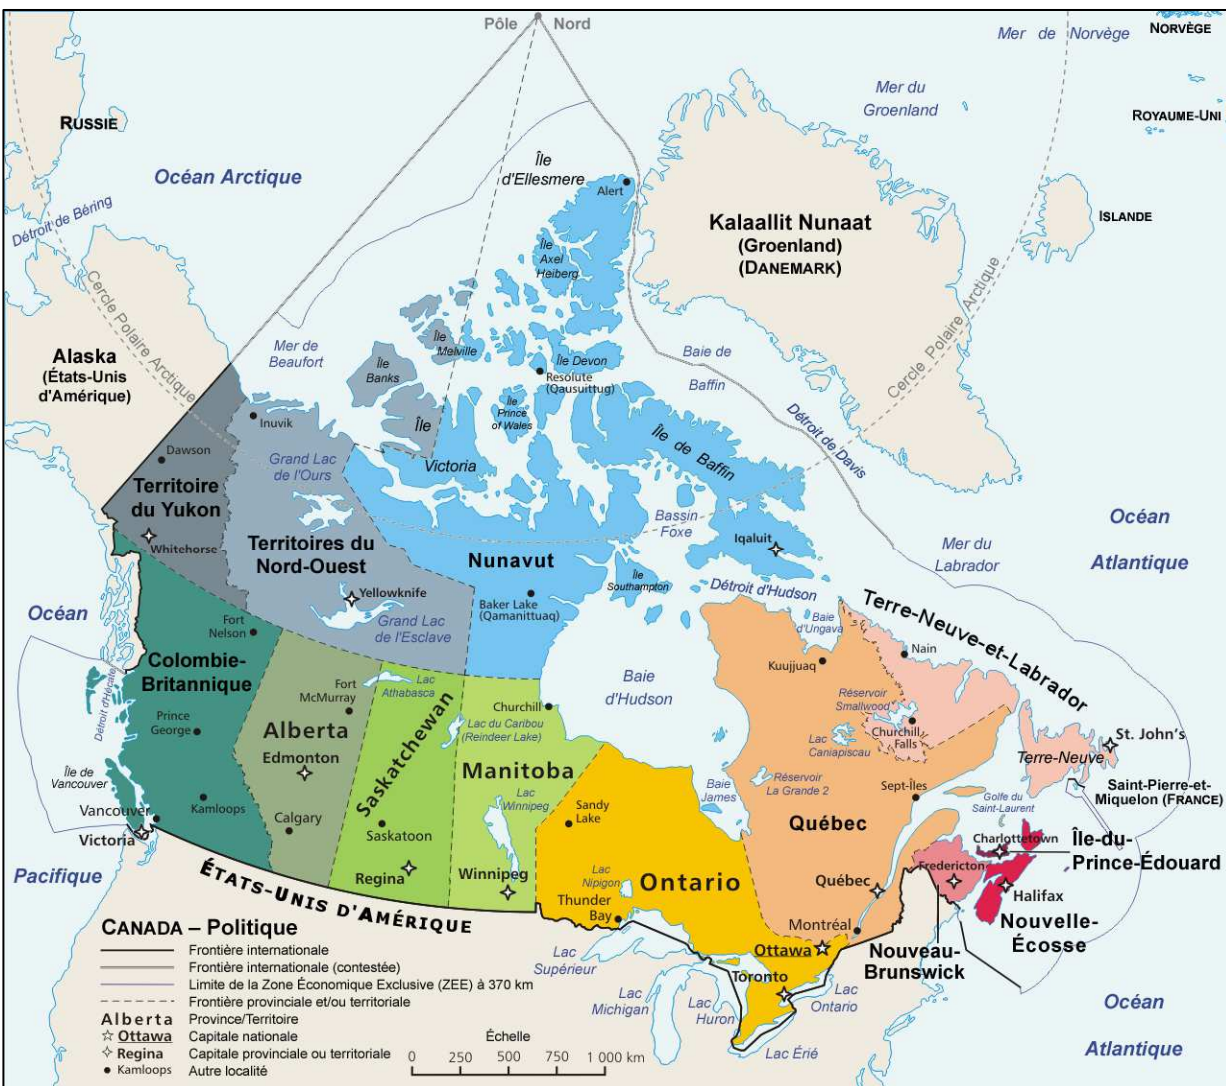 Pôle Nord
Mer de Norvège
NORVÈGE
Mer du
Groenland
ROYAUME-UNI
RUSSIE
Océan Arctique
Île
d'Ellesmere
Alert
Détroit de Béring
Kalaallit Nunaat
(Groenland)
(DANEMARK)
ISLANDE
Île
Axel
Heiberg
Cercle Polaire Arctique
Cercle Polaire Arctique
Mer de
Beaufort
Île
Melville
Île
Banks
Île Devon
Resolute
(Qausuittug)
Baie de
Baffin
Alaska
(États-Unis
d'Amérique)
Île
Prince
of Wales
Île
Victoria
Île de Baffin
Détroit de Davis
Inuvik
Dawson
Grand Lac
de l'Ours
Territoire
du Yukon
Whitehorse
Territoires du
Nord-Ouest
Yellowknife
Grand Lac
de l'Esclave
Nunavut
Baker Lake
(Qamanittuaq)
Bassin
Foxe
Iqaluit
Île
Southampton
Détroit d'Hudson
Mer du
Labrador
Océan
Atlantique
Océan
Fort
Nelson
Colombie-
Britannique
Détroit d'Hécate
Prince
George
Île de
Vancouver
Vancouver
Victoria
Kamloops
Pacifique
Fort
McMurray
Alberta
Edmonton
Calgary
Lac
Athabasca
Saskatchewan
Saskatoon
Regina
Lac du Caribou
(Reindeer Lake)
Churchill
Manitoba
Lac
Winnipeg
Winnipeg
Baie
d'Hudson
Baie
d'Ungava
Kuujjuaq
Terre-Neuve-et-Labrador
Nain
Réservoir
Smallwood
Churchill
Falls
Lac
Caniapiscau
Réservoir
La Grande 2
Baie
James
Sept-Îles
Terre-Neuve
St. John's
Saint-Pierre-et-
Miquelon (FRANCE)
Golfe du
Saint-Laurent
Sandy
Lake
Québec
Charlottetown
Île-du-
Prince-Édouard
Fredericton
Halifax
Nouvelle-
Écosse
Nouveau-
Brunswick
Lac
Nipigon
Ontario
Thunder
Bay
Québec
Montréal
Ottawa
Toronto
Lac
Supérieur
Lac
Michigan
Lac
Huron
Lac
Ontario
Lac Érié
Océan
Atlantique
ÉTATS-UNIS D'AMÉRIQUE
CANADA – Politique
Frontière internationale
Frontière internationale (contestée)
Limite de la Zone Économique Exclusive (ZEE) à 370 km
Frontière provinciale et/ou territoriale
Alberta Province/Territoire
Ottawa Capitale nationale
Regina Capitale provinciale ou territoriale
Kamloops Autre localité
Échelle
0 250 500 750 1 000 km